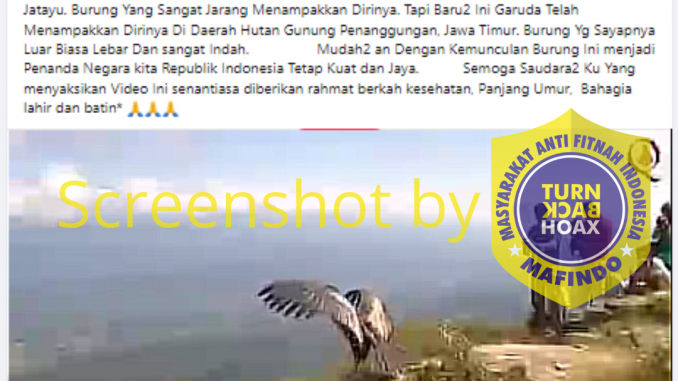 Jatayu. Burung Yang Sangat Jarang Menampakkan Dirinya. Tapi Baru2 Ini Garuda Telah
Menampakkan Dirinya Di Daerah Hutan Gunung Penanggungan, Jawa Timur. Burung Yg Sayapnya
Luar Biasa Lebar Dan sangat Indah. Mudah2 an Dengan Kemunculan Burung Ini menjadi
Penanda Negara kita Republik Indonesia Tetap Kuat dan Jaya. Semoga Saudara2 Ku Yang
menyaksikan Video Ini senantiasa diberikan rahmat berkah kesehatan, Panjang Umur, Bahagia
lahir dan batin* 🙏🙏🙏
Screenshot by
MASYARAKAT ANTI FITNAH INDONESIA
TURN
BACK
HOAX
MAFINDO